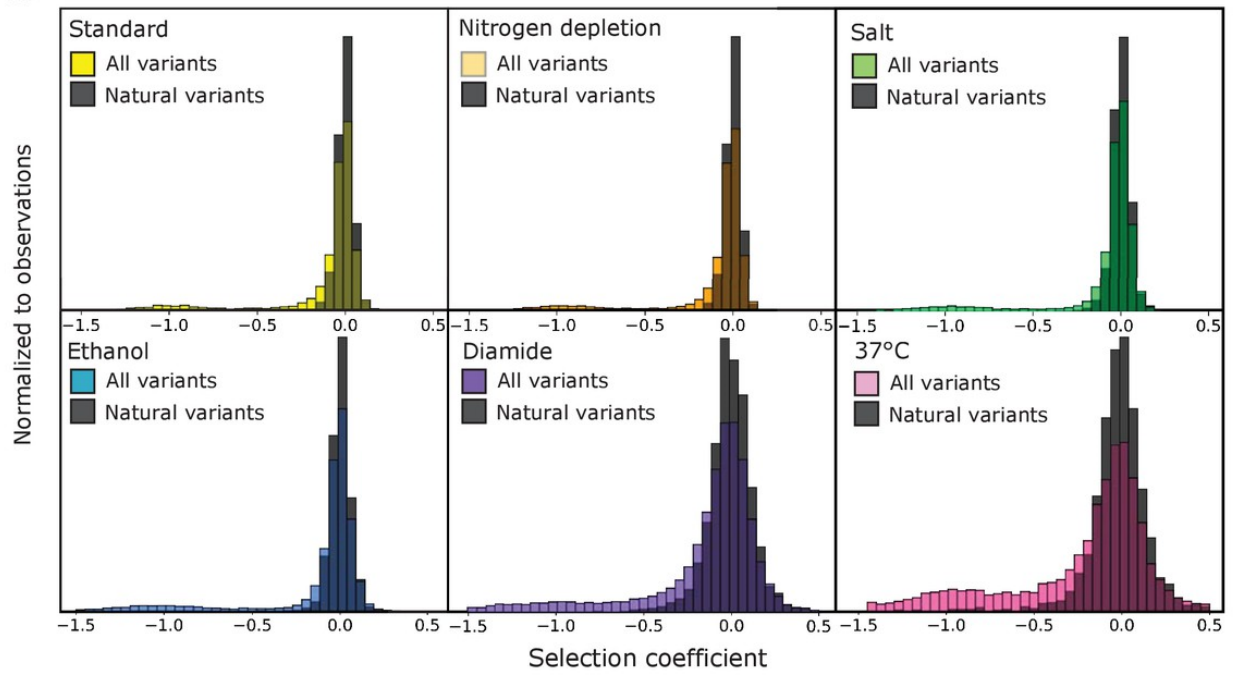 Standard
All variants
Natural variants
Nitrogen depletion
All variants
Natural variants
Salt
All variants
Natural variants
−1.5 −1.0 −0.5 0.0 0.5
−1.5 −1.0 −0.5 0.0 0.5
−1.5 −1.0 −0.5 0.0 0.5
Ethanol
All variants
Natural variants
Diamide
All variants
Natural variants
37°C
All variants
Natural variants
−1.5 −1.0 −0.5 0.0 0.5
−1.5 −1.0 −0.5 0.0 0.5
−1.5 −1.0 −0.5 0.0 0.5
Normalized to observations
Selection coefficient